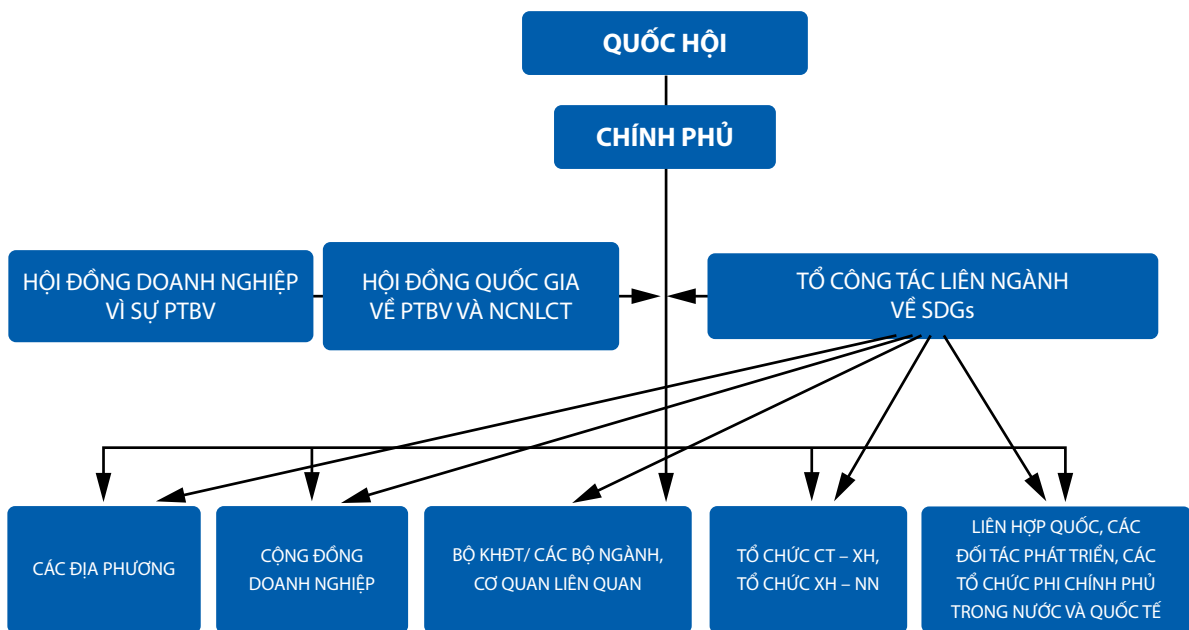 QUỐC HỘI
CHÍNH PHỦ
HỘI ĐỒNG DOANH NGHIỆP
VÌ SỰ PTBV
HỘI ĐỒNG QUỐC GIA
VỀ PTBV VÀ NCNLCT
TỔ CÔNG TÁC LIÊN NGÀNH
VỀ SDGs
CÁC ĐỊA PHƯƠNG
CỘNG ĐỒNG
DOANH NGHIỆP
BỘ KHĐT/ CÁC BỘ NGÀNH,
CƠ QUAN LIÊN QUAN
TỔ CHỨC CT – XH,
TỔ CHỨC XH – NN
LIÊN HỢP QUỐC, CÁC
ĐỐI TÁC PHÁT TRIỂN, CÁC
TỔ CHỨC PHI CHÍNH PHỦ
TRONG NƯỚC VÀ QUỐC TẾ